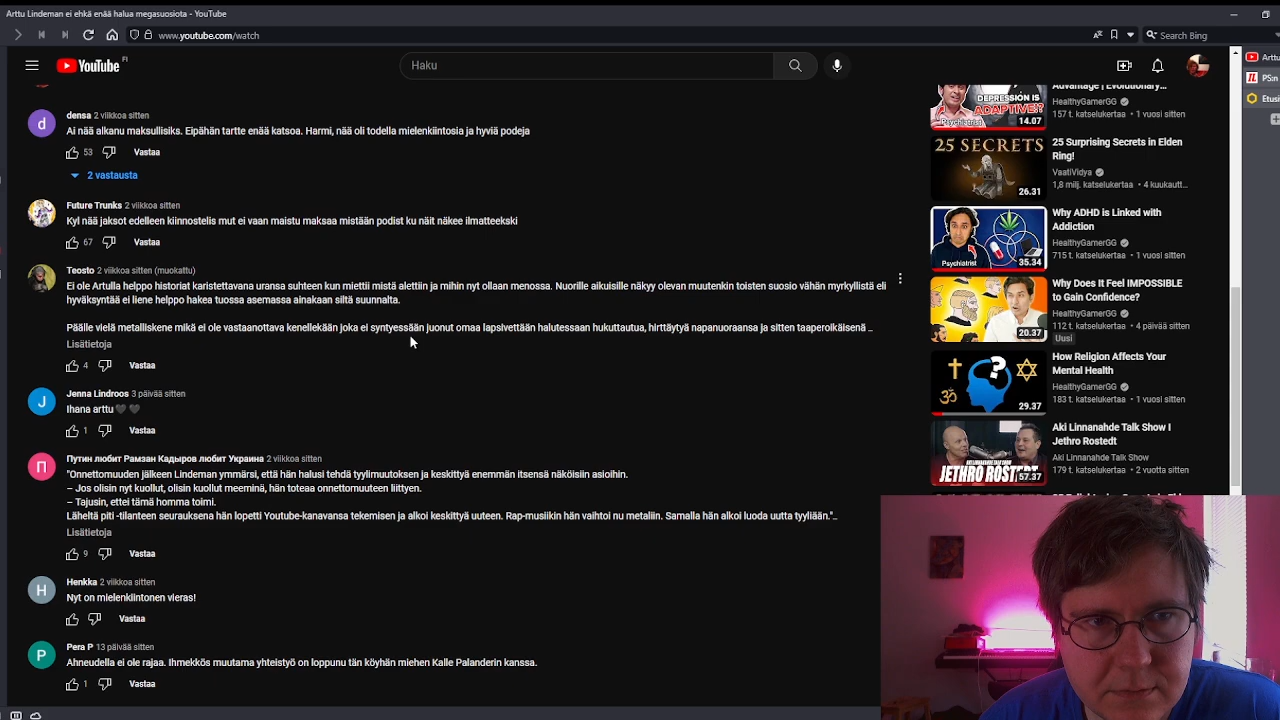 Arttu Lindeman ei ehkä enää halua megasuosiota - YouTube
www.youtube.com/watch
Search Bing
YouTube FI
Haku
Arttu
PS:n
Etusi
densa 2 viikkoa sitten
Ai nää alkanu maksullisiks. Eipähän tarte enää katsoa. Harmi, nää oli todella mielenkiintosia ja hyviä podeja
53 Vastaa
2 vastausta
Future Trunks 2 viikkoa sitten
Kyl nää jaksot edelleen kiinnostelis mut ei vaan maistu maksaa mistään podist ku näit näkee ilmatteekski
67 Vastaa
Teosto 2 viikkoa sitten (muokattu)
Ei ole Artulla helppo historiat karistettavana uransa suhteen kun miettii mistä alettiin ja mihin nyt ollaan menossa. Nuorille aikuisille näkyy olevan muutenkin toisten suosio vähän myrkyllistä eli
hyväksyntää ei liene helppo hakea tuossa asemassa ainakaan siltä suunnalta.
Päälle vielä metalliskene mikä ei ole vastaanottava kenellekään joka ei syntyessään juonut omaa lapsivettään halutessaan hukuttautua, hirttäytyä napanuoraansa ja sitten taaperoikäisenä ...
Lisätietoja
4 Vastaa
Jenna Lindroos 3 päivää sitten
Ihana arttu🖤🖤
1 Vastaa
Путин любит Рамзан Кадыров любит Украина 2 viikkoa sitten
"Onnettomuuden jälkeen Lindeman ymmärsi, että hän halusi tehdä tyylimuutoksen ja keskittyä enemmän itsensä näköisiin asioihin.
– Jos olisin nyt kuollut, olisin kuollut meeminä, hän toteaa onnettomuuteen liittyen.
– Tajusin, ettei tämä homma toimi.
Läheltä piti -tilanteen seurauksena hän lopetti Youtube-kanavansa tekemisen ja alkoi keskittyä uuteen. Rap-musiikin hän vaihtoi nu metaliin. Samalla hän alkoi luoda uutta tyyliään."...
Lisätietoja
9 Vastaa
Henkka 2 viikkoa sitten
Nyt on mielenkiintonen vieras!
Vastaa
Pera P 13 päivää sitten
Ahneudella ei ole rajaa. Ihmekkös muutama yhteistyö on loppunu tän köyhän miehen Kalle Palanderin kanssa.
1 Vastaa
DEPRESSION IS
ADAPTIVE!?
Psychiatrist
14.07
Advantage | Evolutionary...
HealthyGamerGG
157 t. katselukertaa • 1 vuosi sitten
25 SECRETS
26.31
25 Surprising Secrets in Elden
Ring!
VaatiVidya
1,8 milj. katselukertaa • 4 kuukautt...
Psychiatrist
35.34
Why ADHD is Linked with
Addiction
HealthyGamerGG
715 t. katselukertaa • 1 vuosi sitten
20.37
Why Does It Feel IMPOSSIBLE
to Gain Confidence?
HealthyGamerGG
112 t. katselukertaa • 4 päivää sitten
Uusi
29.37
How Religion Affects Your
Mental Health
HealthyGamerGG
183 t. katselukertaa • 1 vuosi sitten
AKI LINNANAHDE TALK SHOW
JETHRO ROSTEDT
57.37
Aki Linnanahde Talk Show I
Jethro Rostedt
Aki Linnanahde Talk Show
179 t. katselukertaa • 2 vuotta sitten